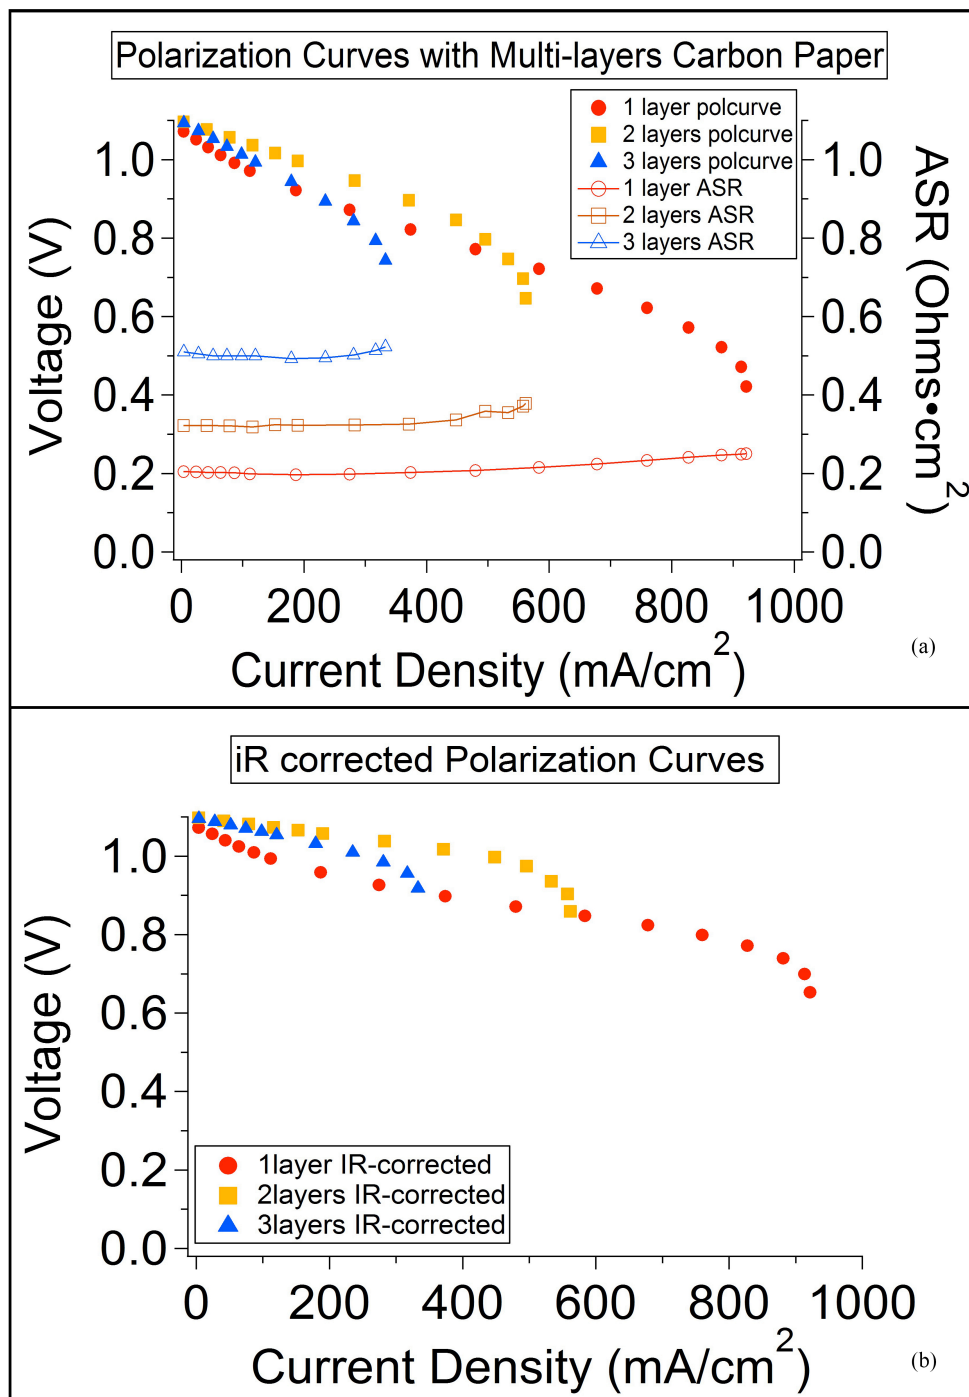 Polarization Curves with Multi-layers Carbon Paper
1 layer polcurve
2 layers polcurve
3 layers polcurve
1 layer ASR
2 layers ASR
3 layers ASR
Voltage (V)
1.0
0.8
0.6
0.4
0.2
0.0
1.0
0.8
0.6
0.4
0.2
0.0
ASR (Ohms•cm²)
0 200 400 600 800 1000
Current Density (mA/cm²)
(a)
iR corrected Polarization Curves
Voltage (V)
1.0
0.8
0.6
0.4
0.2
0.0
1layer IR-corrected
2layers IR-corrected
3layers IR-corrected
0 200 400 600 800 1000
Current Density (mA/cm²)
(b)